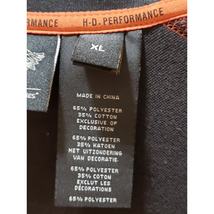 H-D. PERFORMANCE
XL
MADE IN CHINA
65% POLYESTER
35% COTTON
EXCLUSIVE OF
DECORATION
65% POLYESTER
35% KATOEN
MET UITZONDERING
VAN DECORATIE
65% POLYESTER
35% COTON
EXCLUT LES
DÉCORATIONS
65% POLYESTER